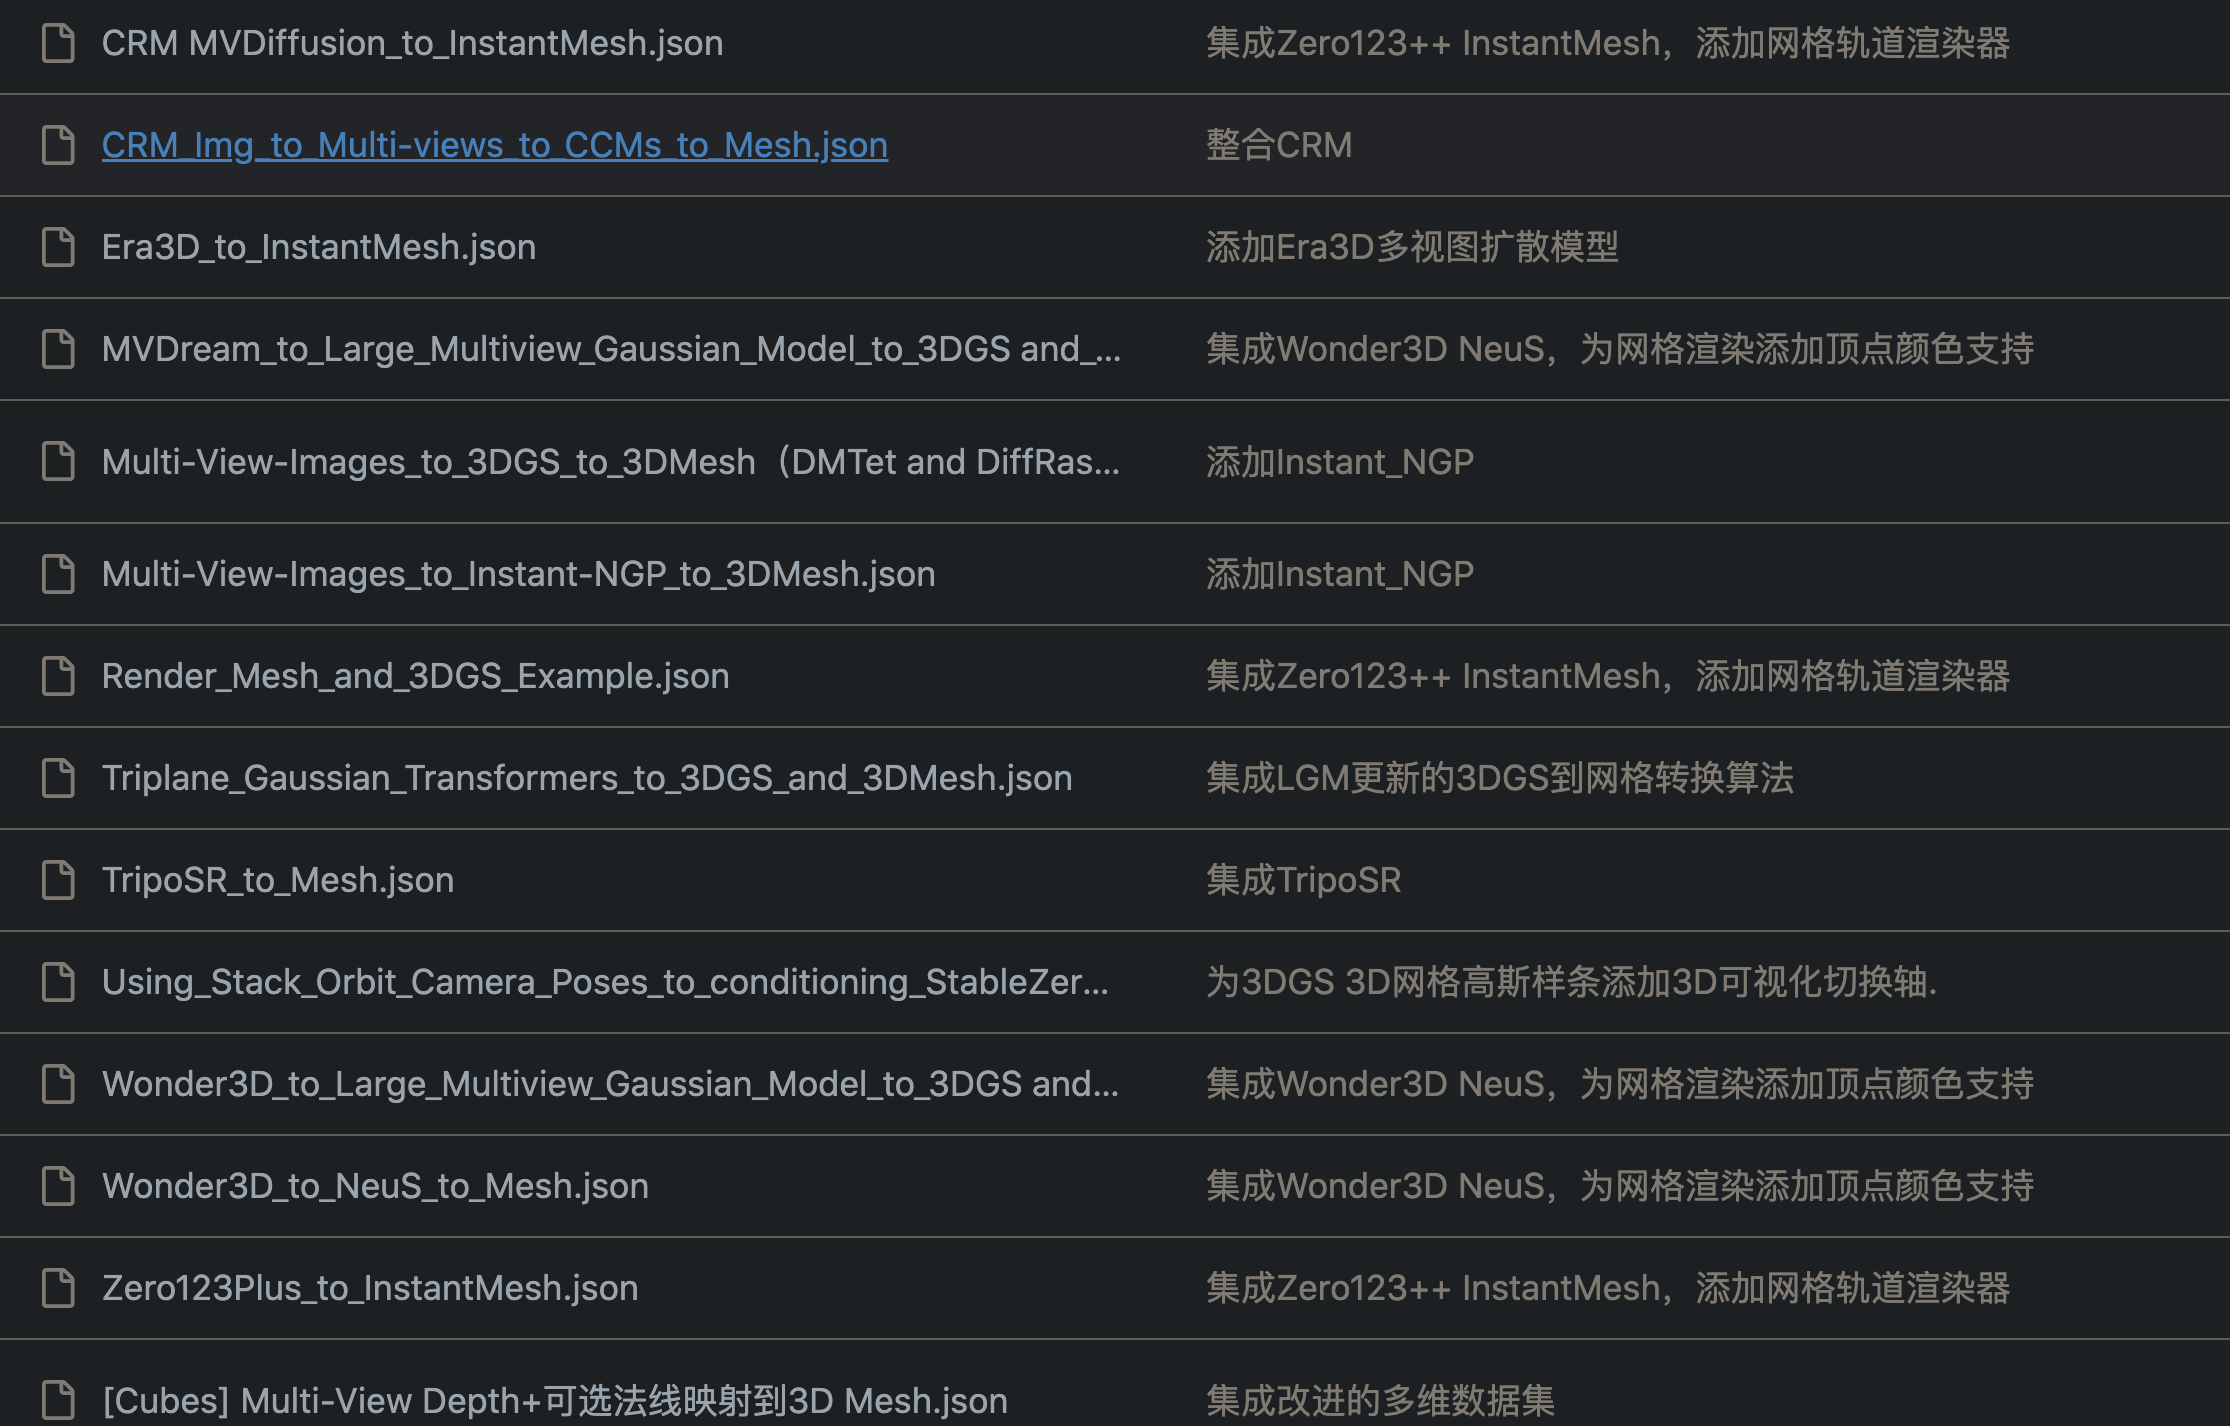 CRM MVDiffusion_to_InstantMesh.json 集成Zero123++ InstantMesh，添加网格轨道渲染器
CRM_Img_to_Multi-views_to_CCMs_to_Mesh.json 整合CRM
Era3D_to_InstantMesh.json 添加Era3D多视图扩散模型
MVDream_to_Large_Multiview_Gaussian_Model_to_3DGS and_... 集成Wonder3D NeuS，为网格渲染添加顶点颜色支持
Multi-View-Images_to_3DGS_to_3DMesh（DMTet and DiffRas... 添加Instant_NGP
Multi-View-Images_to_Instant-NGP_to_3DMesh.json 添加Instant_NGP
Render_Mesh_and_3DGS_Example.json 集成Zero123++ InstantMesh，添加网格轨道渲染器
Triplane_Gaussian_Transformers_to_3DGS_and_3DMesh.json 集成LGM更新的3DGS到网格转换算法
TripoSR_to_Mesh.json 集成TripoSR
Using_Stack_Orbit_Camera_Poses_to_conditioning_StableZer... 为3DGS 3D网格高斯样条添加3D可视化切换轴.
Wonder3D_to_Large_Multiview_Gaussian_Model_to_3DGS and... 集成Wonder3D NeuS，为网格渲染添加顶点颜色支持
Wonder3D_to_NeuS_to_Mesh.json 集成Wonder3D NeuS，为网格渲染添加顶点颜色支持
Zero123Plus_to_InstantMesh.json 集成Zero123++ InstantMesh，添加网格轨道渲染器
[Cubes] Multi-View Depth+可选法线映射到3D Mesh.json 集成改进的多维数据集